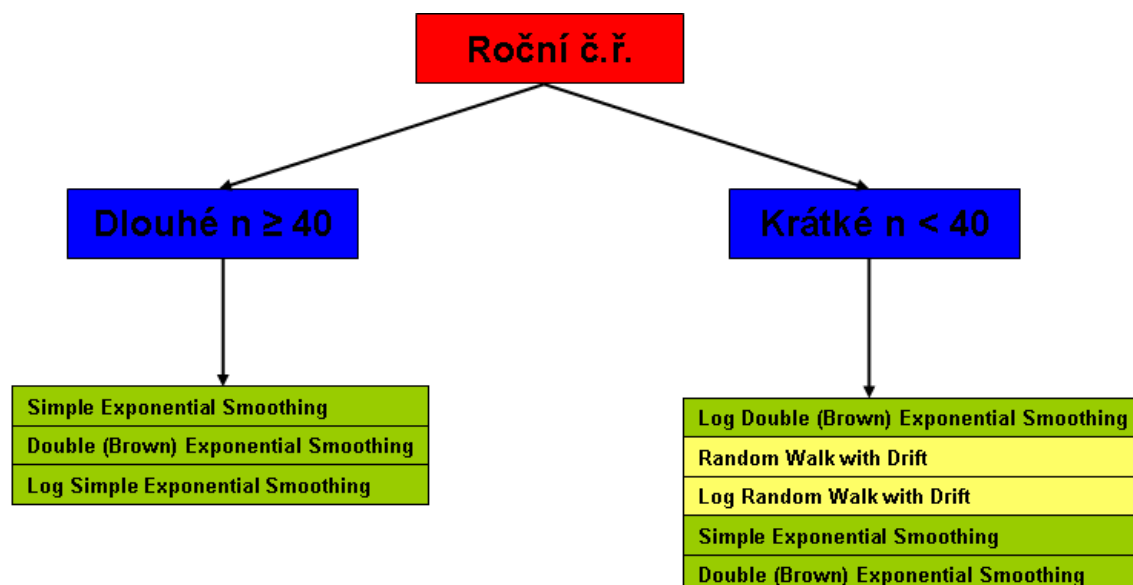 Roční č.ř.
Dlouhé n ≥ 40
Krátké n < 40
Simple Exponential Smoothing
Double (Brown) Exponential Smoothing
Log Simple Exponential Smoothing
Log Double (Brown) Exponential Smoothing
Random Walk with Drift
Log Random Walk with Drift
Simple Exponential Smoothing
Double (Brown) Exponential Smoothing